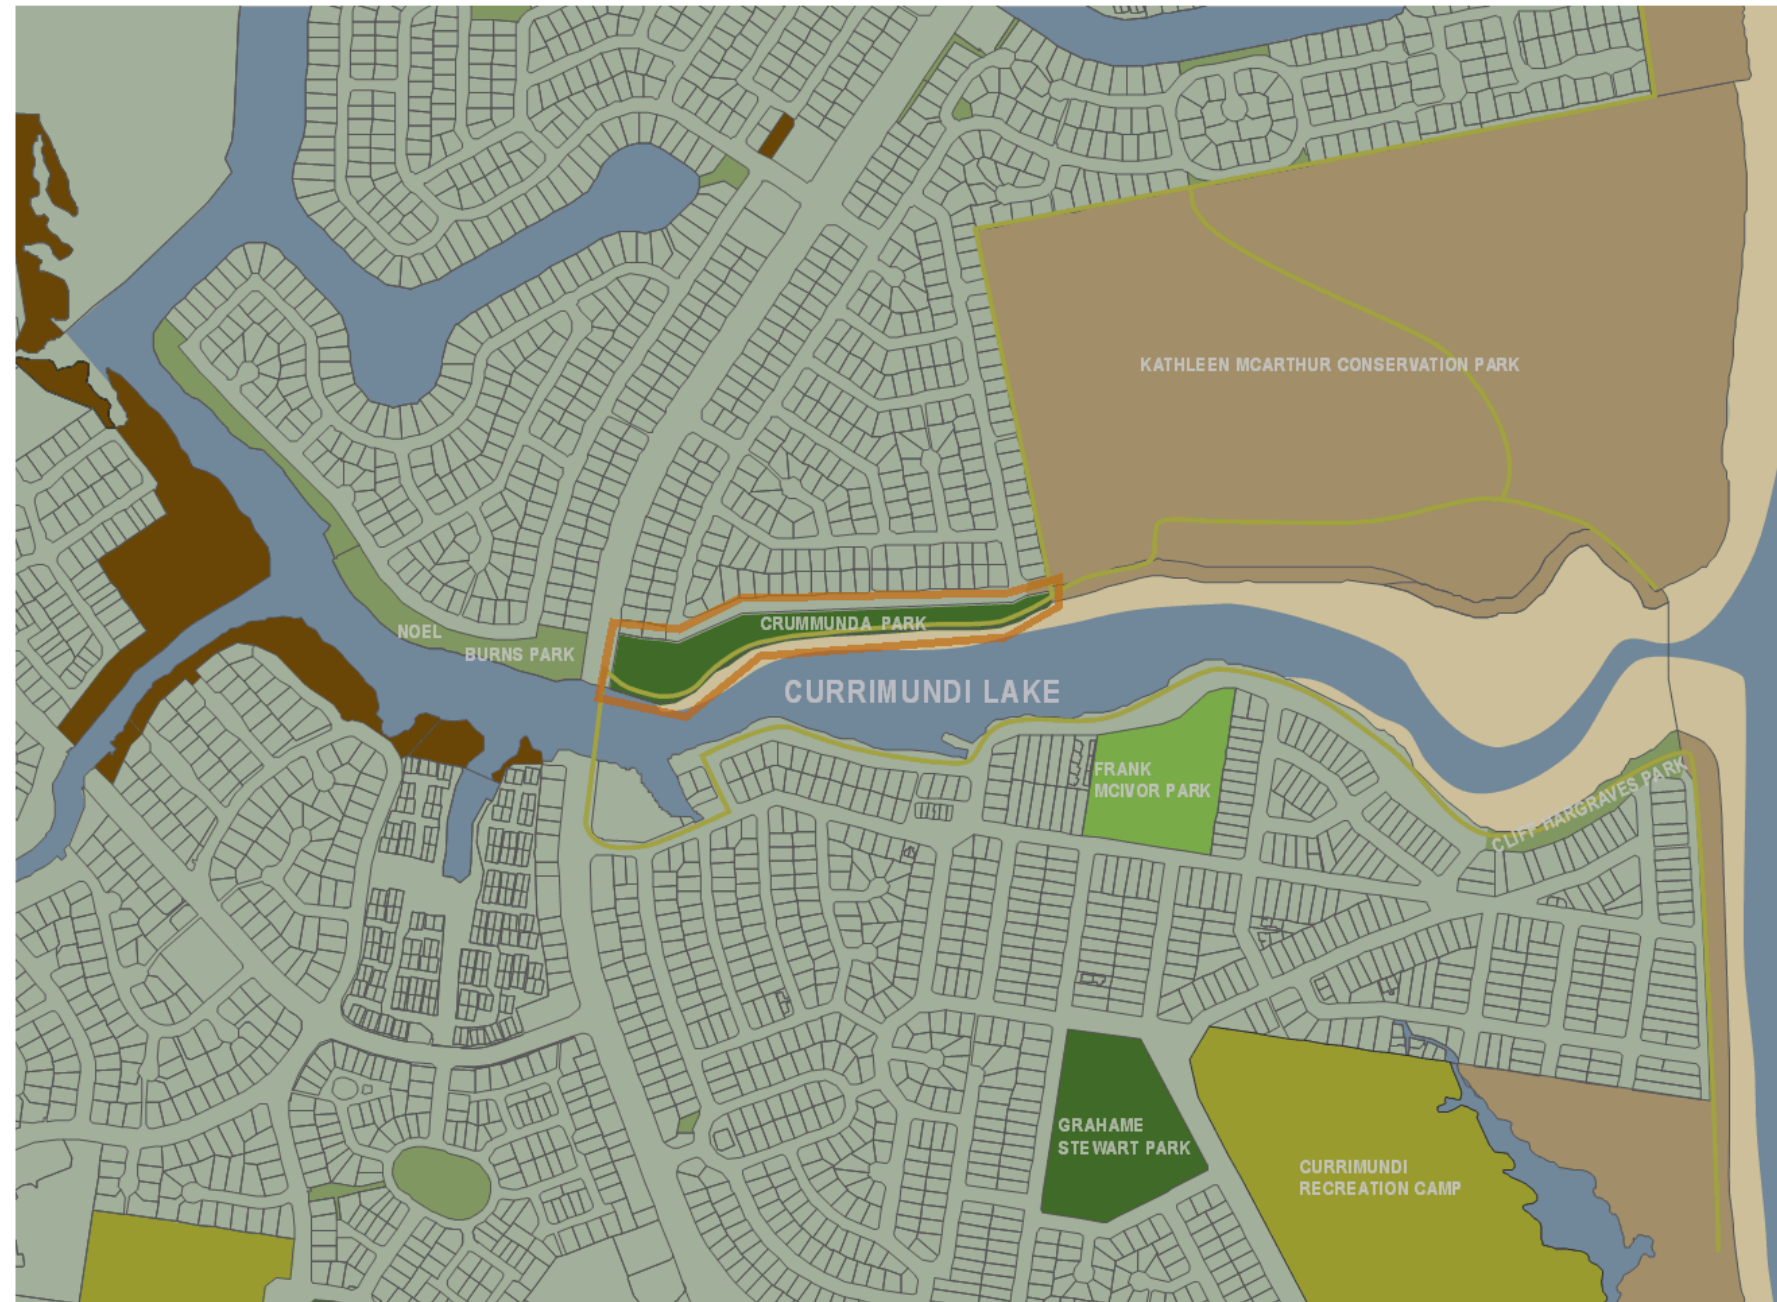 KATHLEEN MCARTHUR CONSERVATION PARK
NOEL
BURNS PARK
CRUMMUNDA PARK
CURRIMUNDI LAKE
FRANK
MCIVOR PARK
CLIFF HARGRAVES PARK
GRAHAME
STEWART PARK
CURRIMUNDI
RECREATION CAMP